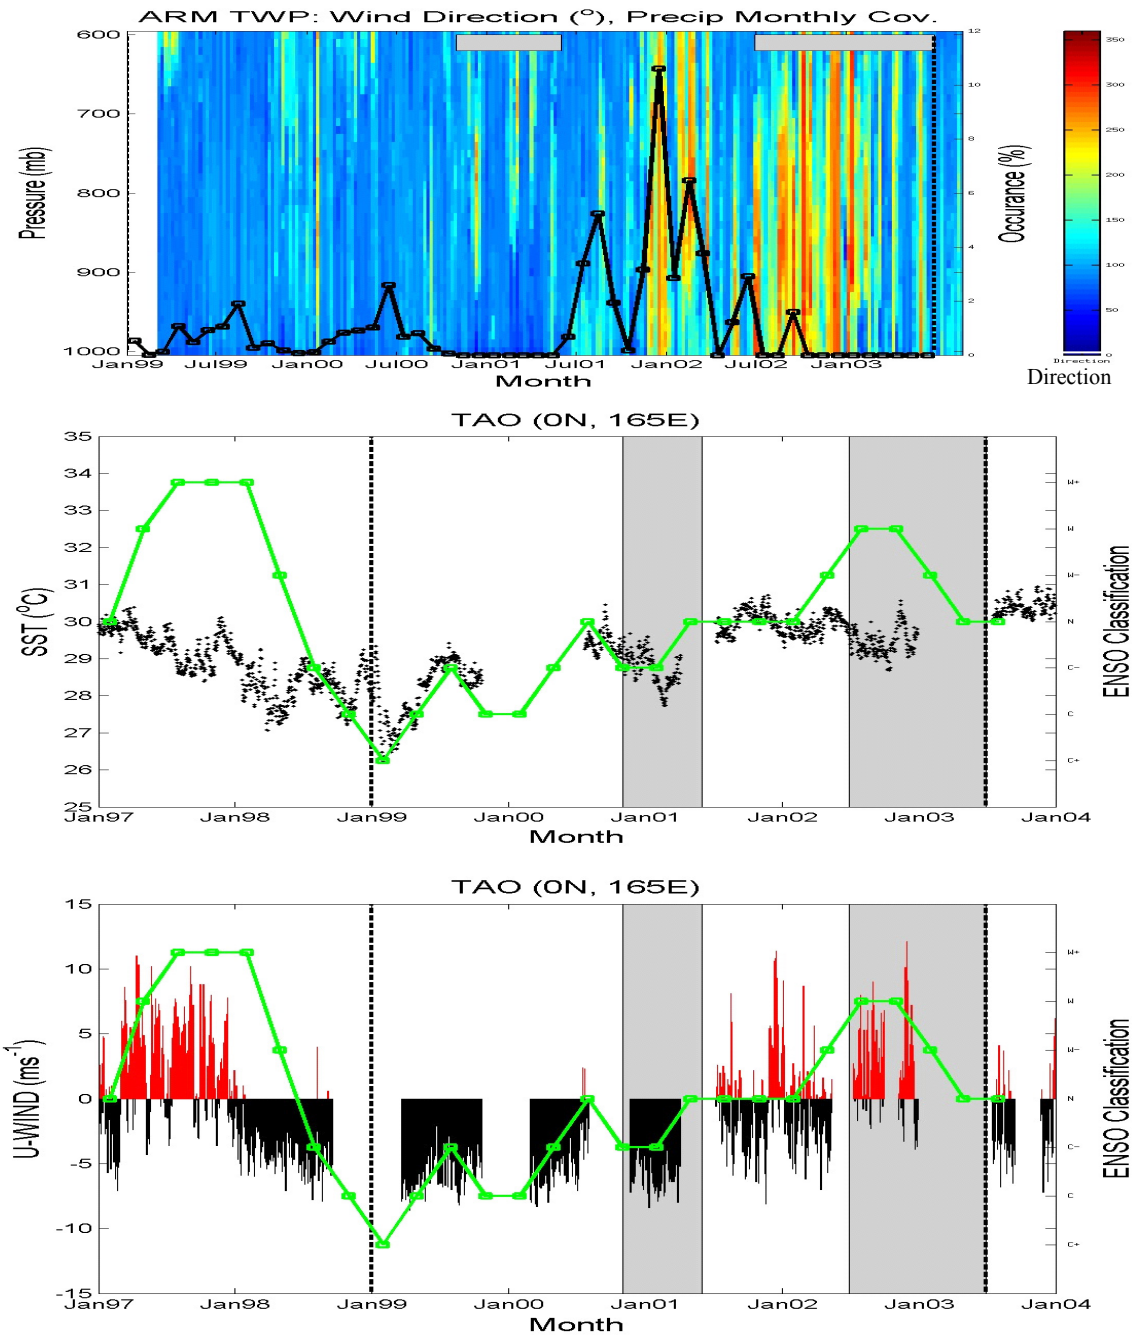 ARM TWP: Wind Direction (o), Precip Monthly Cov.
600
700
800
900
1000
Pressure (mb)
12
10
8
6
4
2
0
Occurance (%)
350
300
250
200
150
100
50
0
Direction
Direction
Jan99 Jul99 Jan00 Jul00 Jan01 Jul01 Jan02 Jul02 Jan03
Month
TAO (0N, 165E)
35
34
33
32
31
30
29
28
27
26
25
SST (oC)
W+
W
W-
N
C-
C
C+
ENSO Classification
Jan97 Jan98 Jan99 Jan00 Jan01 Jan02 Jan03 Jan04
Month
TAO (0N, 165E)
15
10
5
0
-5
-10
-15
U-WIND (ms-1)
W+
W
W-
N
C-
C
C+
ENSO Classification
Jan97 Jan98 Jan99 Jan00 Jan01 Jan02 Jan03 Jan04
Month